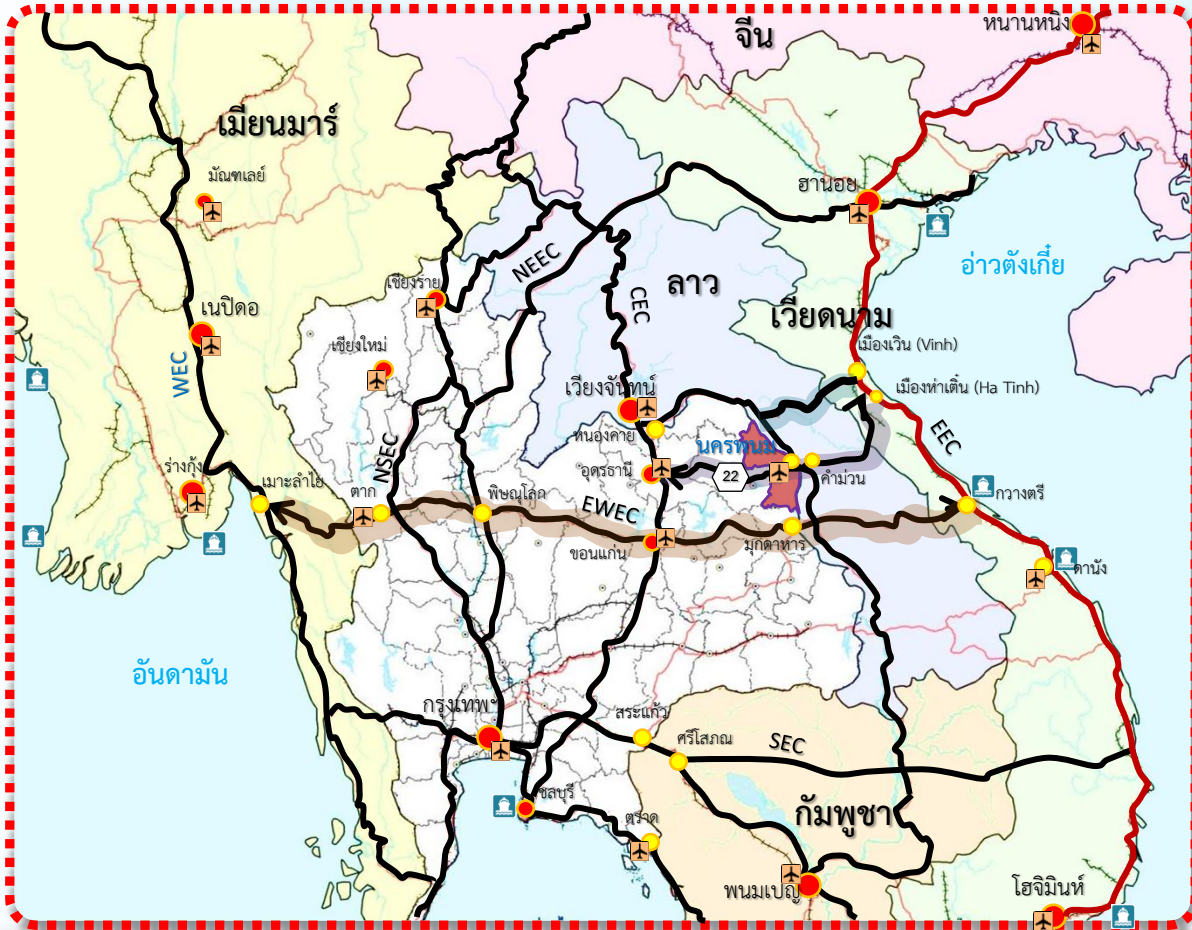 หนานหนิง
จีน
เมียนมาร์
มัณฑเลย์
ฮานอย
อ่าวตังเกี๋ย
NEEC
ลาว
เชียงราย
CEC
เนปิดอ
เวียดนาม
เชียงใหม่
เมืองเวิน (Vinh)
WEC
เวียงจันทน์
เมืองห่าเติ๋น (Ha Tinh)
หนองคาย
นครพนม
EEC
NSEC
ร่างกุ้ง
อุดรธานี
22
คำม่วน
เมาะลำไย
ตาก
พิษณุโลก
EWEC
กวางตรี
ขอนแก่น
มุกดาหาร
ดานัง
อันดามัน
กรุงเทพฯ
สระแก้ว
ศรีโสภณ
SEC
ชลบุรี
ตราด
กัมพูชา
พนมเปญ
โฮจิมินห์